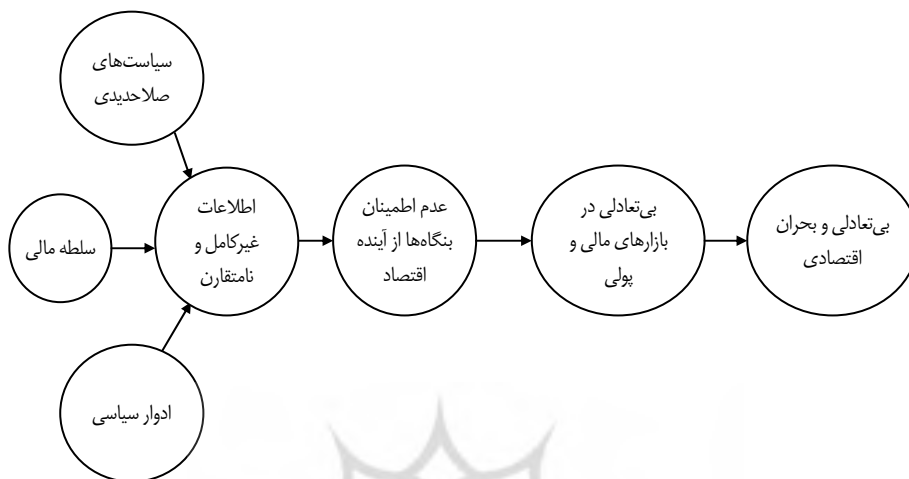 سیاست‌های
صلاحدیدی
سلطه مالی
ادوار سیاسی
اطلاعات
غیرکامل و
نامتقارن
عدم اطمینان
بنگاه‌ها از آینده
اقتصاد
بی‌تعادلی در
بازارهای مالی و
پولی
بی‌تعادلی و بحران
اقتصادی